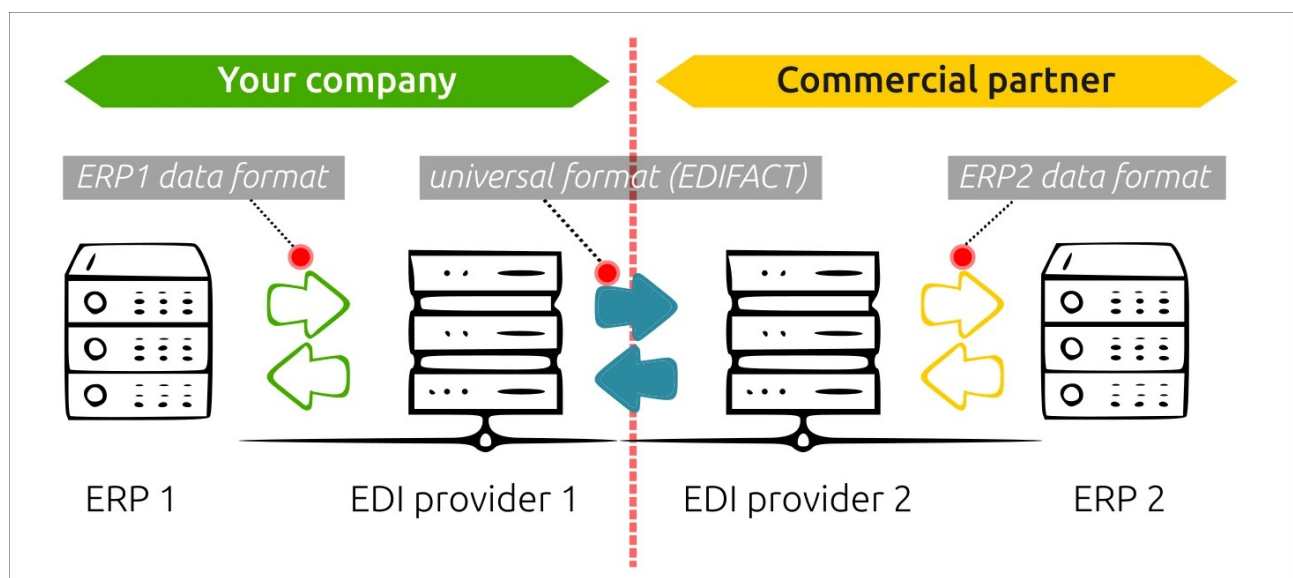 Your company
Commercial partner
ERP1 data format
universal format (EDIFACT)
ERP2 data format
ERP 1
EDI provider 1
EDI provider 2
ERP 2